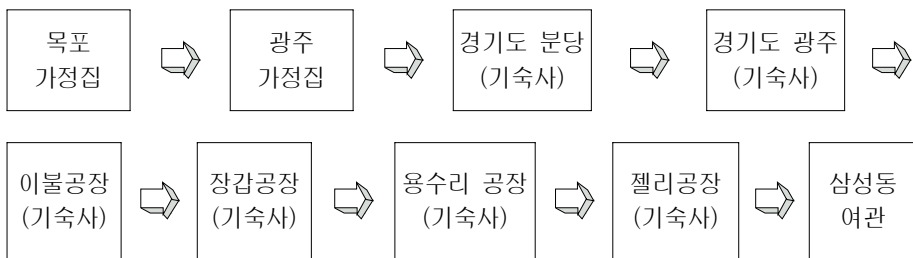 목포
가정집
광주
가정집
경기도 분당
(기숙사)
경기도 광주
(기숙사)
이불공장
(기숙사)
장갑공장
(기숙사)
용수리 공장
(기숙사)
젤리공장
(기숙사)
삼성동
여관